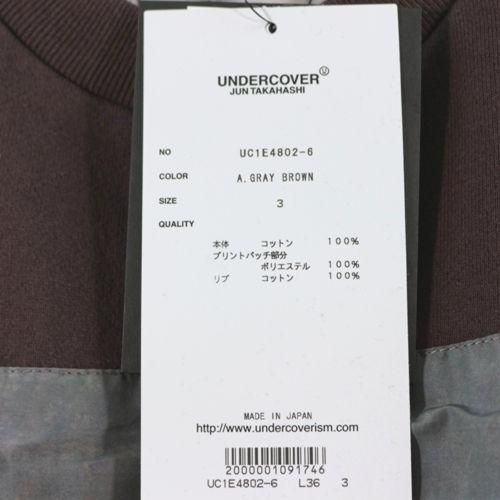 UNDERCOVER U
JUN TAKAHASHI
NO UC1E4802-6
COLOR A.GRAY BROWN
SIZE 3
QUALITY
本体 コットン 100%
プリントパッチ部分
ポリエステル 100%
リブ コットン 100%
MADE IN JAPAN
http://www.undercoverism.com/
2000001091746
UC1E4802-6 L36 3